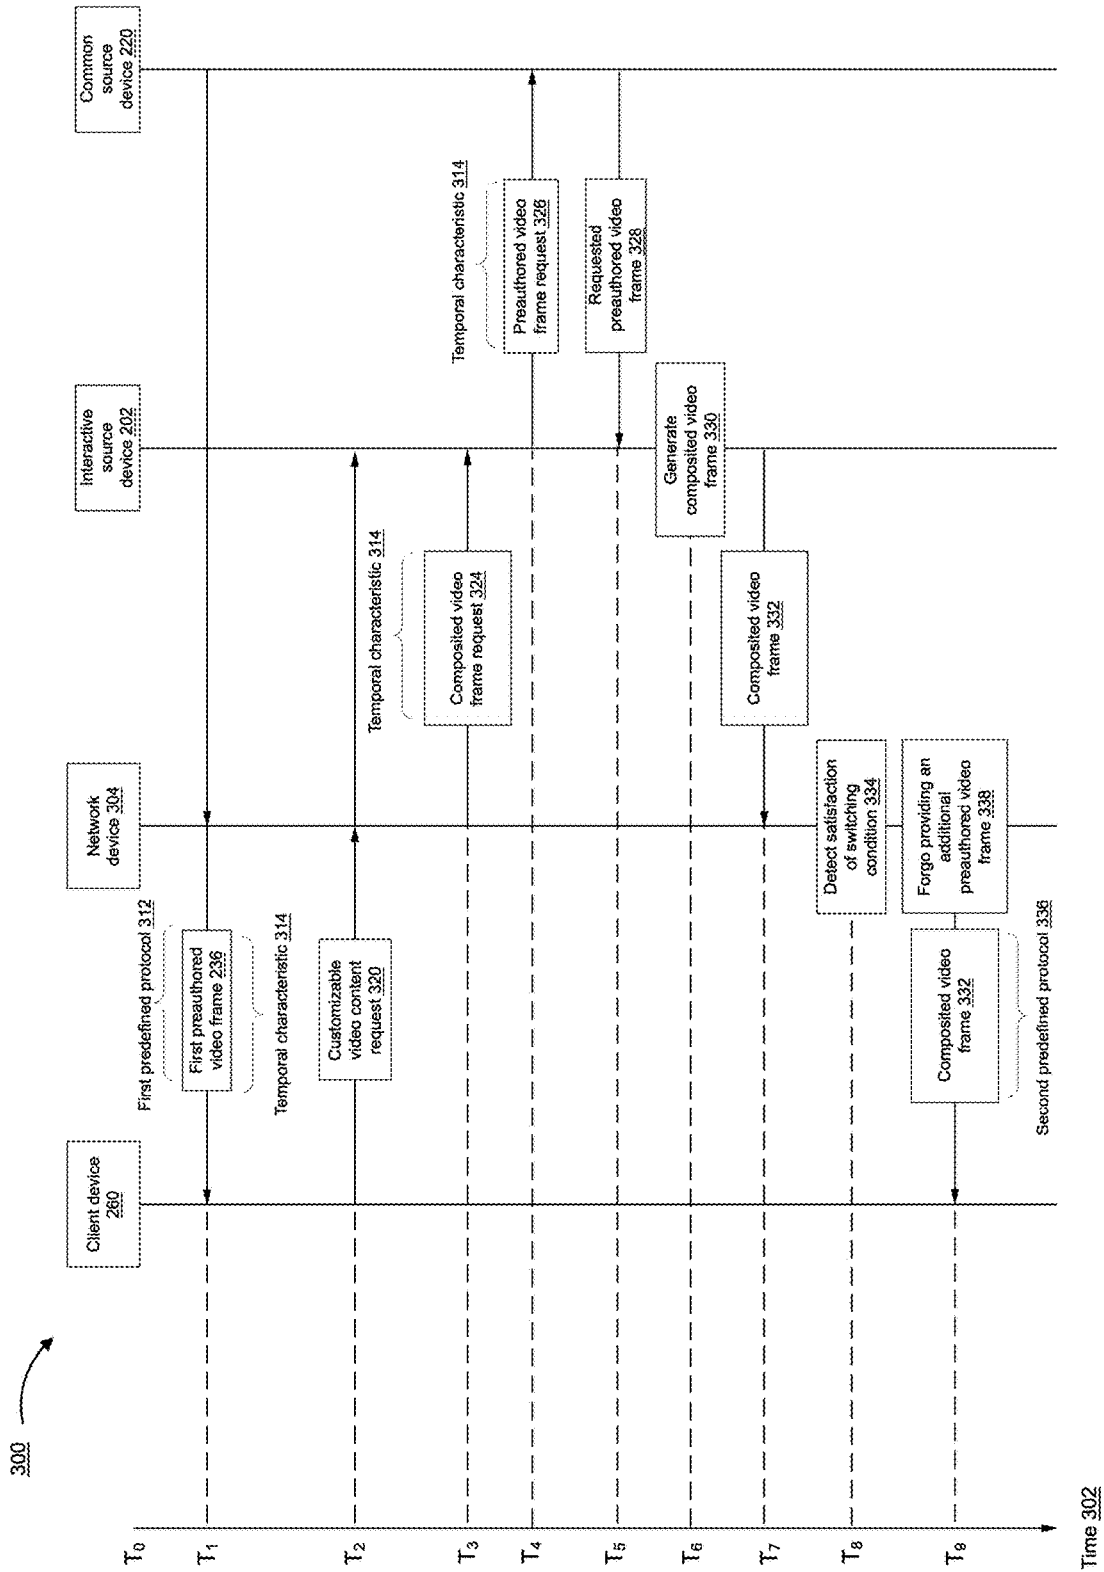 300
Client device
260
Network
device 304
Interactive
source
device 202
Common
source
device 220
T0
T1
First predefined protocol 312
First preauthored
video frame 236
Temporal characteristic 314
T2
Customizable
video content
request 320
T3
Temporal characteristic 314
Composited video
frame request 324
T4
Temporal characteristic 314
Preauthored video
frame request 326
T5
Requested
preauthored video
frame 328
T6
Generate
composited video
frame 330
T7
Composited video
frame 332
T8
Detect satisfaction
of switching
condition 334
T9
Forgo providing an
additional
preauthored video
frame 338
Composited video
frame 332
Second predefined protocol 336
Time 302